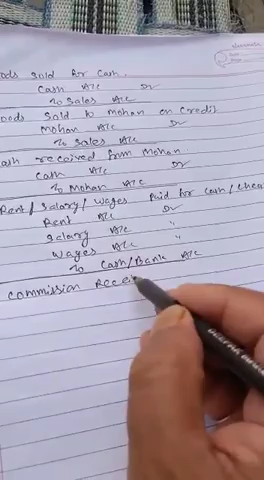 oods sold for cash.
Cash A/c Dr
To Sales A/c
oods sold to Mohan on credit
Mohan A/c Dr
To Sales A/c
ash received from Mohan.
Cash A/c Dr
To Mohan A/c
Rent / Salary / Wages Paid for Cash / Cheq
Rent A/c Dr
Salary A/c "
Wages A/c "
To Cash/Bank A/c
Commission Recei